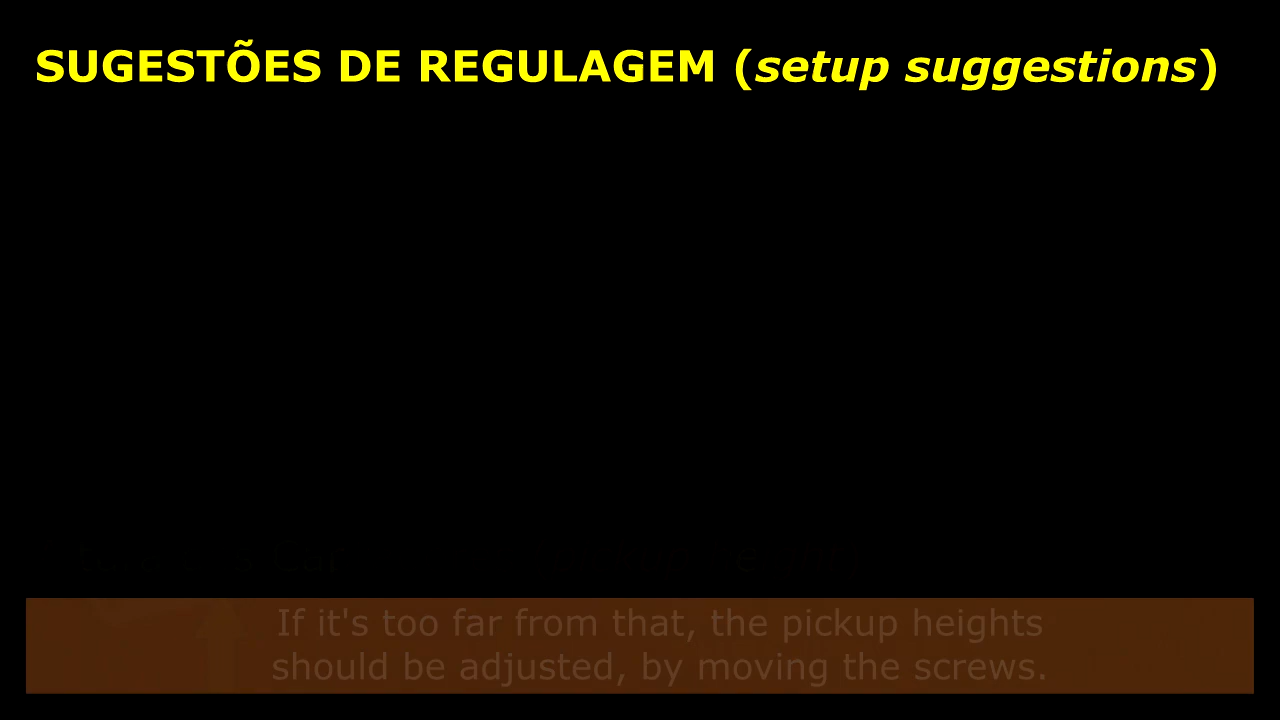 SUGESTÕES DE REGULAGEM (setup suggestions)
If it's too far from that, the pickup heights
should be adjusted, by moving the screws.